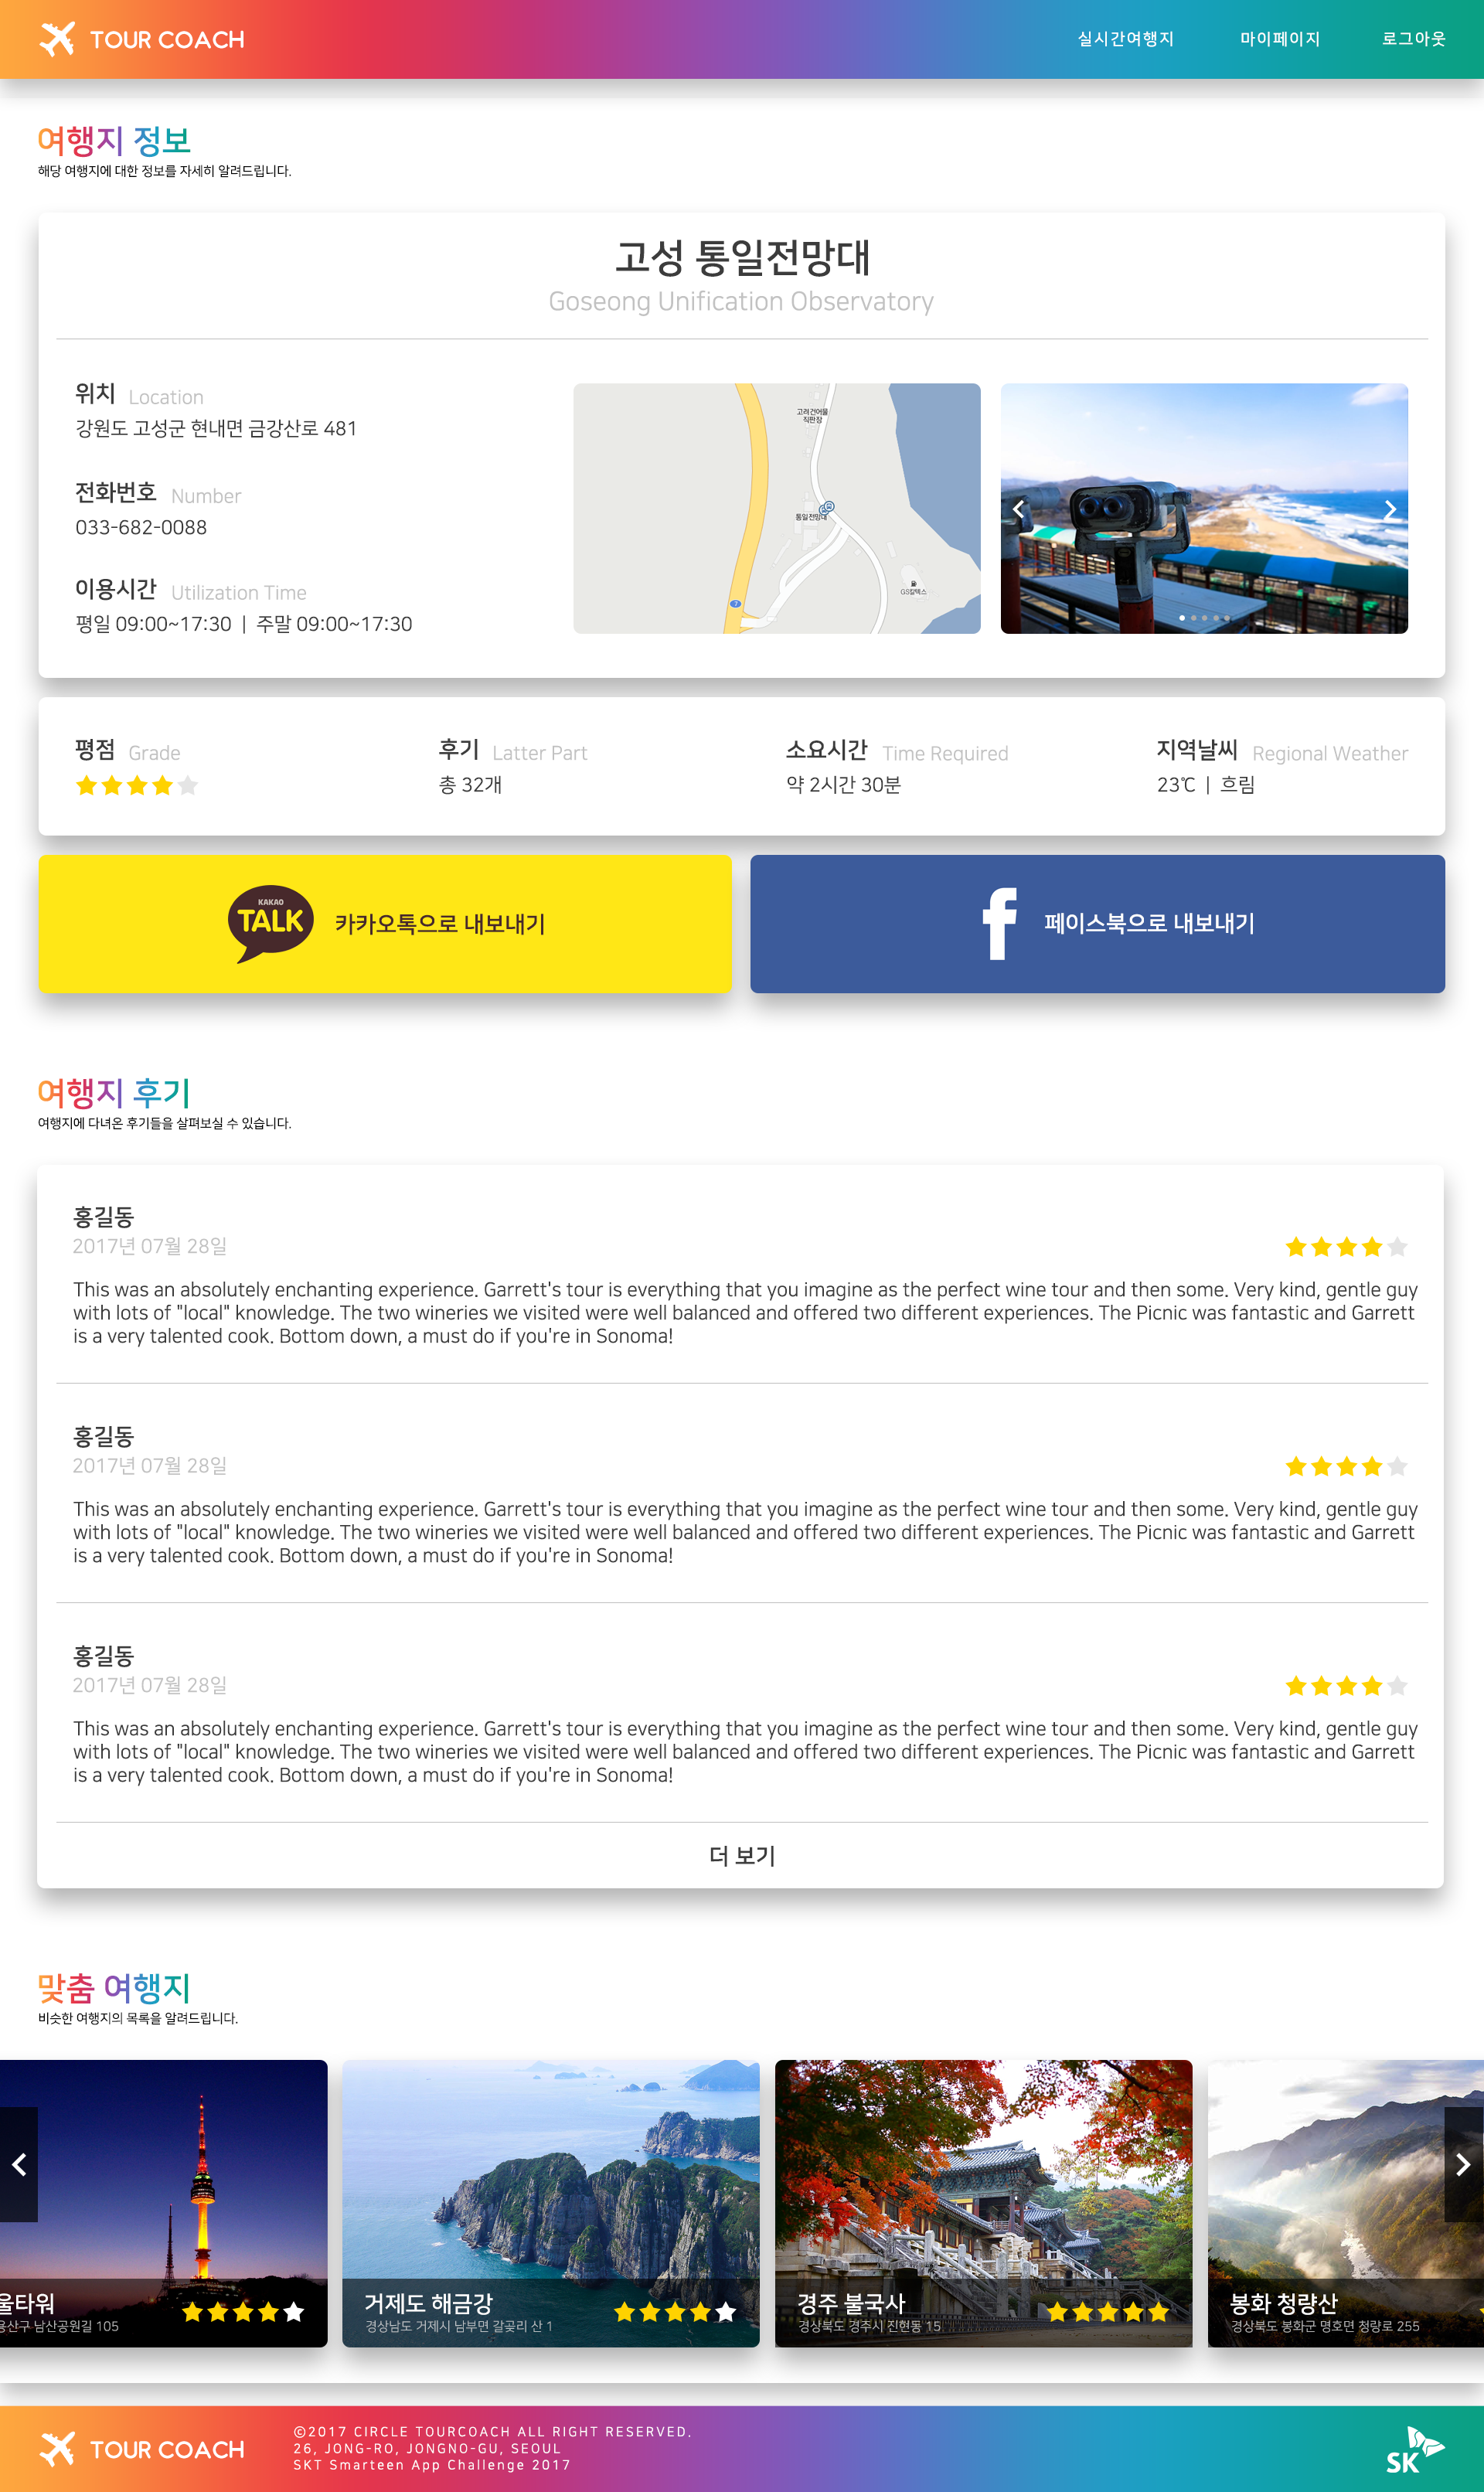 TOUR COACH
실시간여행지
마이페이지
로그아웃
여행지 정보
해당 여행지에 대한 정보를 자세히 알려드립니다.
고성 통일전망대
Goseong Unification Observatory
위치 Location
강원도 고성군 현내면 금강산로 481
전화번호 Number
033-682-0088
이용시간 Utilization Time
평일 09:00~17:30 | 주말 09:00~17:30
고려건어물
직판장
통일전망대
GS칼텍스
7
평점 Grade
후기 Latter Part
총 32개
소요시간 Time Required
약 2시간 30분
지역날씨 Regional Weather
23℃ | 흐림
KAKAO
TALK
카카오톡으로 내보내기
f
페이스북으로 내보내기
여행지 후기
여행지에 다녀온 후기들을 살펴보실 수 있습니다.
홍길동
2017년 07월 28일
This was an absolutely enchanting experience. Garrett's tour is everything that you imagine as the perfect wine tour and then some. Very kind, gentle guy
with lots of "local" knowledge. The two wineries we visited were well balanced and offered two different experiences. The Picnic was fantastic and Garrett
is a very talented cook. Bottom down, a must do if you're in Sonoma!
홍길동
2017년 07월 28일
This was an absolutely enchanting experience. Garrett's tour is everything that you imagine as the perfect wine tour and then some. Very kind, gentle guy
with lots of "local" knowledge. The two wineries we visited were well balanced and offered two different experiences. The Picnic was fantastic and Garrett
is a very talented cook. Bottom down, a must do if you're in Sonoma!
홍길동
2017년 07월 28일
This was an absolutely enchanting experience. Garrett's tour is everything that you imagine as the perfect wine tour and then some. Very kind, gentle guy
with lots of "local" knowledge. The two wineries we visited were well balanced and offered two different experiences. The Picnic was fantastic and Garrett
is a very talented cook. Bottom down, a must do if you're in Sonoma!
더 보기
맞춤 여행지
비슷한 여행지의 목록을 알려드립니다.
울타워
용산구 남산공원길 105
거제도 해금강
경상남도 거제시 남부면 갈곶리 산 1
경주 불국사
경상북도 경주시 진현동 15
봉화 청량산
경상북도 봉화군 명호면 청량로 255
TOUR COACH
©2017 CIRCLE TOURCOACH ALL RIGHT RESERVED.
26, JONG-RO, JONGNO-GU, SEOUL
SKT Smarteen App Challenge 2017
SK